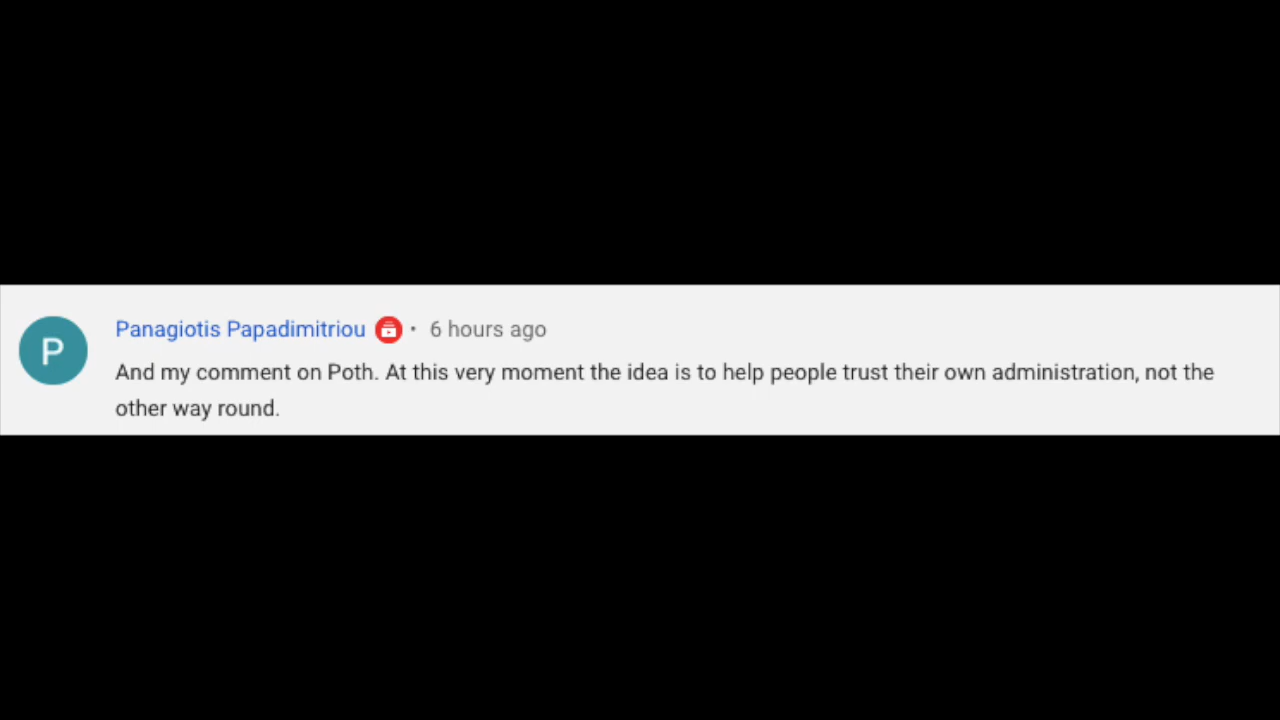 P
Panagiotis Papadimitriou • 6 hours ago
And my comment on Poth. At this very moment the idea is to help people trust their own administration, not the
other way round.